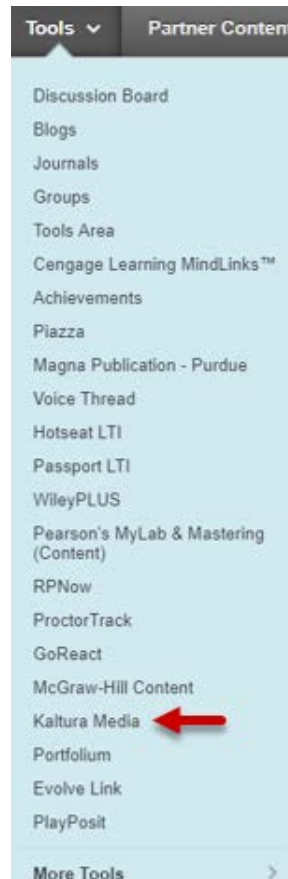 Tools
Partner Conten
Discussion Board
Blogs
Journals
Groups
Tools Area
Cengage Learning MindLinks™
Achievements
Piazza
Magna Publication - Purdue
Voice Thread
Hotseat LTI
Passport LTI
WileyPLUS
Pearson's MyLab & Mastering
(Content)
RPNow
ProctorTrack
GoReact
McGraw-Hill Content
Kaltura Media
Portfolium
Evolve Link
PlayPosit
More Tools